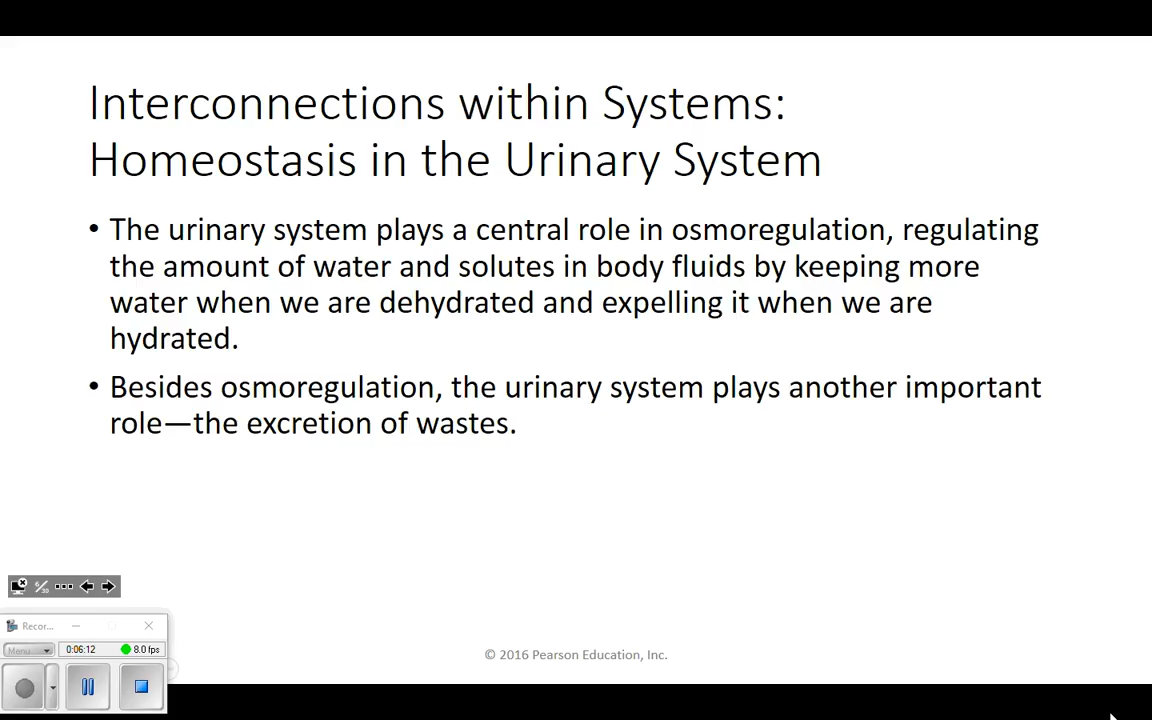 Interconnections within Systems:
Homeostasis in the Urinary System
• The urinary system plays a central role in osmoregulation, regulating
the amount of water and solutes in body fluids by keeping more
water when we are dehydrated and expelling it when we are
hydrated.
• Besides osmoregulation, the urinary system plays another important
role—the excretion of wastes.
6/30
Recor...
Menu
0:06:12
8.0 fps
© 2016 Pearson Education, Inc.